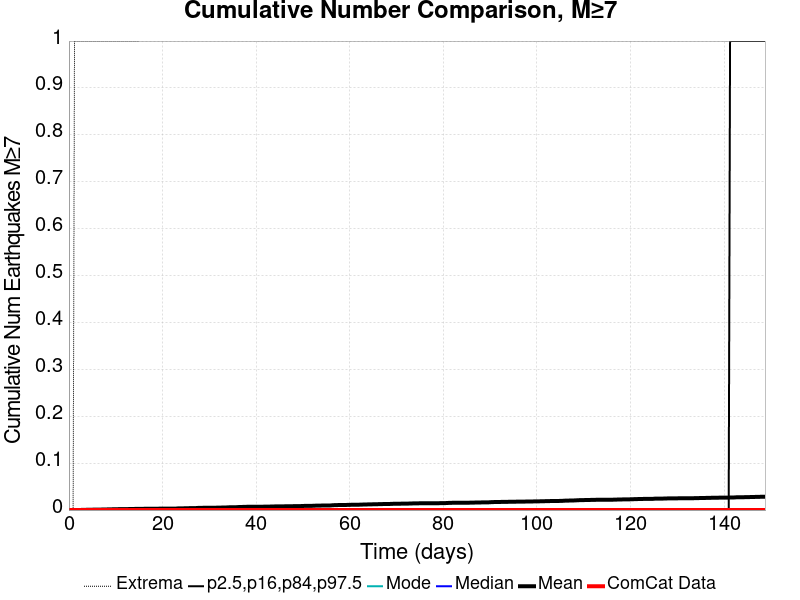 Cumulative Number Comparison, M≥7
Cumulative Num Earthquakes M≥7
1
0.9
0.8
0.7
0.6
0.5
0.4
0.3
0.2
0.1
0
0 20 40 60 80 100 120 140
Time (days)
Extrema p2.5,p16,p84,p97.5 Mode Median Mean ComCat Data